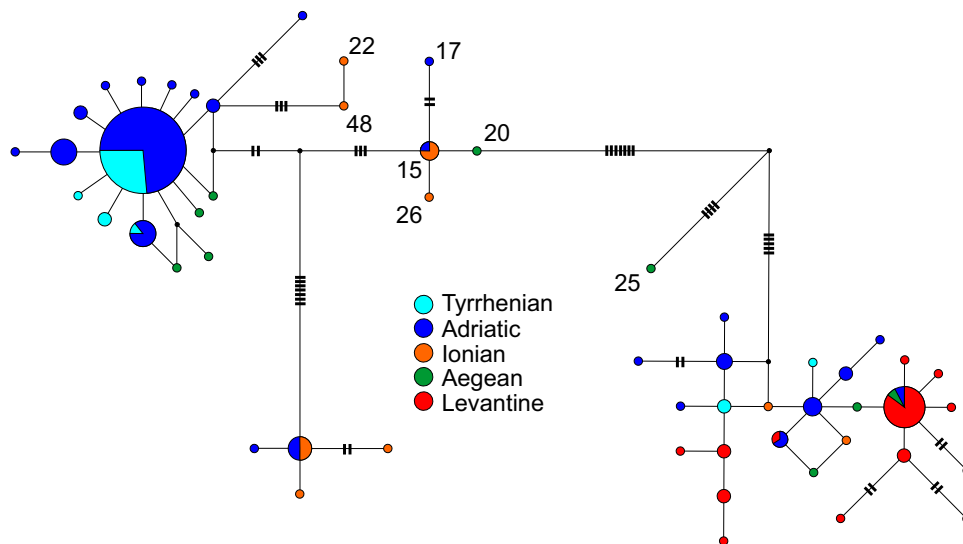 22
17
48
20
15
26
25
Tyrrhenian
Adriatic
Ionian
Aegean
Levantine